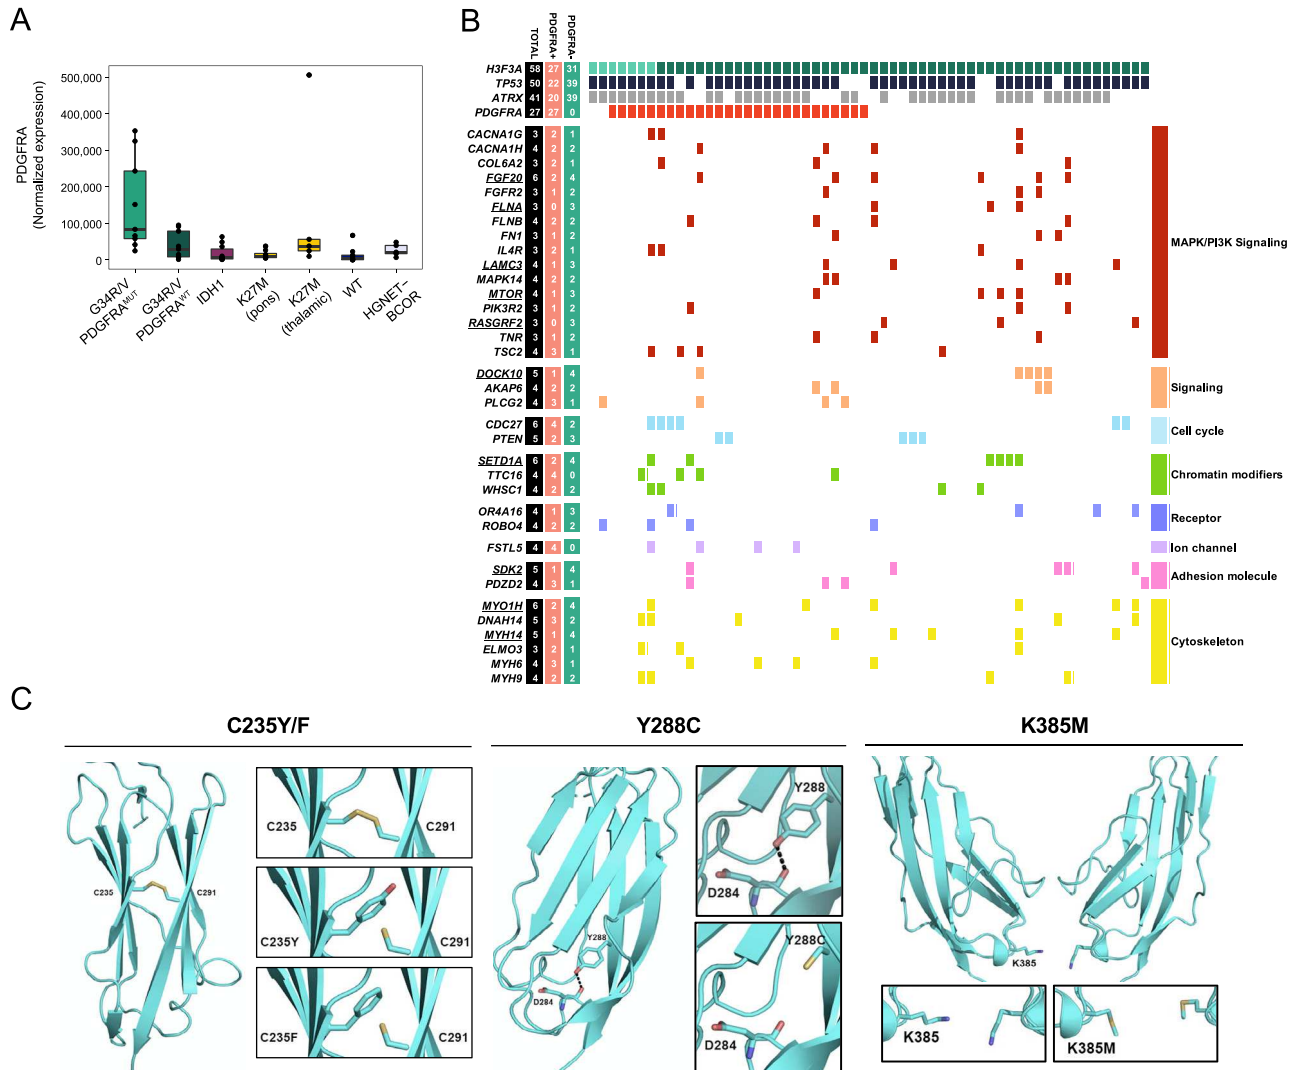 A
PDGFRA
(Normalized expression)
500,000
400,000
300,000
200,000
100,000
0
G34R/V
PDGFRAMUT
G34R/V
PDGFRAWT
IDH1
K27M
(pons)
K27M
(thalamic)
WT
HGNET–
BCOR
B
TOTAL
PDGFRA+
PDGFRA-
H3F3A 58 27 31
TP53 50 22 39
ATRX 41 20 39
PDGFRA 27 27 0
CACNA1G 3 2 1
CACNA1H 4 2 2
COL6A2 3 2 1
FGF20 6 2 4
FGFR2 3 1 2
FLNA 3 0 3
FLNB 4 2 2
FN1 3 1 2
IL4R 3 2 1
LAMC3 4 1 3
MAPK14 4 2 2
MTOR 4 1 3
PIK3R2 3 1 2
RASGRF2 3 0 3
TNR 3 1 2
TSC2 4 3 1
MAPK/PI3K Signaling
DOCK10 5 1 4
AKAP6 4 2 2
PLCG2 4 3 1
Signaling
CDC27 6 4 2
PTEN 5 2 3
Cell cycle
SETD1A 6 2 4
TTC16 4 4 0
WHSC1 4 2 2
Chromatin modifiers
OR4A16 4 1 3
ROBO4 4 2 2
Receptor
FSTL5 4 4 0
Ion channel
SDK2 5 1 4
PDZD2 4 3 1
Adhesion molecule
MYO1H 6 2 4
DNAH14 5 3 2
MYH14 5 1 4
ELMO3 3 2 1
MYH6 4 3 1
MYH9 4 2 2
Cytoskeleton
C
C235Y/F
C235
C291
C235
C291
C235Y
C291
C235F
C291
Y288C
Y288
D284
Y288
D284
Y288C
D284
K385M
K385
K385
K385M